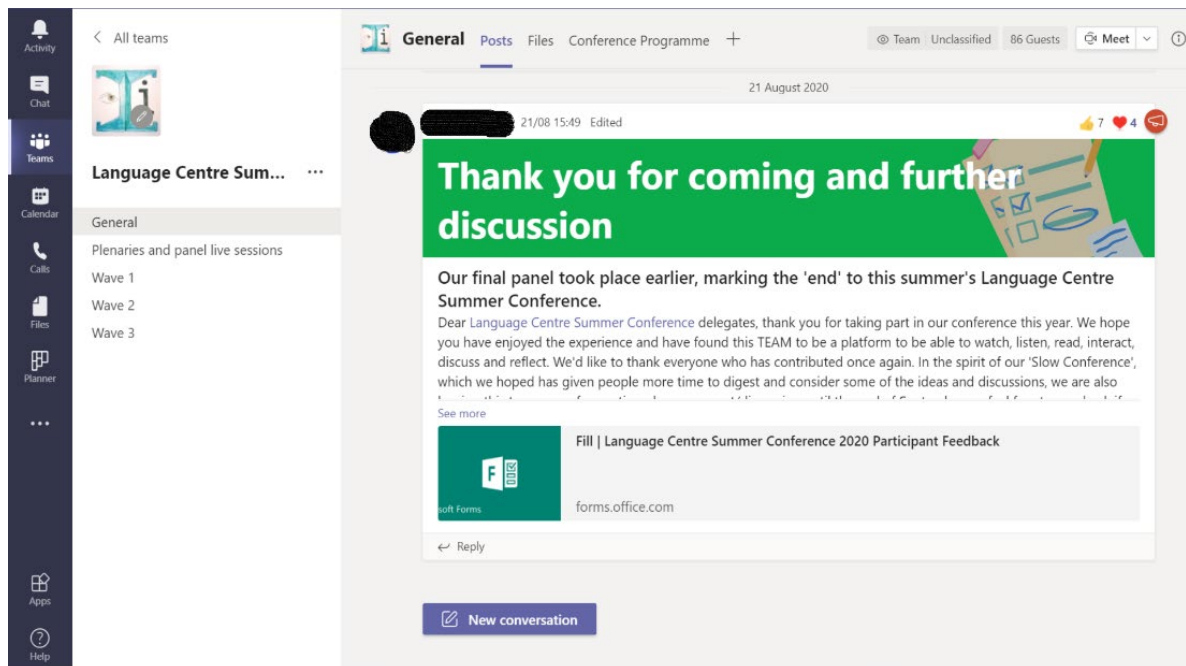 Activity
Chat
Teams
Calendar
Calls
Files
Planner
Apps
Help
All teams
i
Language Centre Sum... ...
General
Plenaries and panel live sessions
Wave 1
Wave 2
Wave 3
i General Posts Files Conference Programme + Team Unclassified 86 Guests Meet
21 August 2020
21/08 15:49 Edited 7 4
Thank you for coming and further
discussion
Our final panel took place earlier, marking the 'end' to this summer's Language Centre
Summer Conference.
Dear Language Centre Summer Conference delegates, thank you for taking part in our conference this year. We hope
you have enjoyed the experience and have found this TEAM to be a platform to be able to watch, listen, read, interact,
discuss and reflect. We'd like to thank everyone who has contributed once again. In the spirit of our 'Slow Conference',
which we hoped has given people more time to digest and consider some of the ideas and discussions, we are also
See more
F
soft Forms
Fill | Language Centre Summer Conference 2020 Participant Feedback
forms.office.com
Reply
New conversation